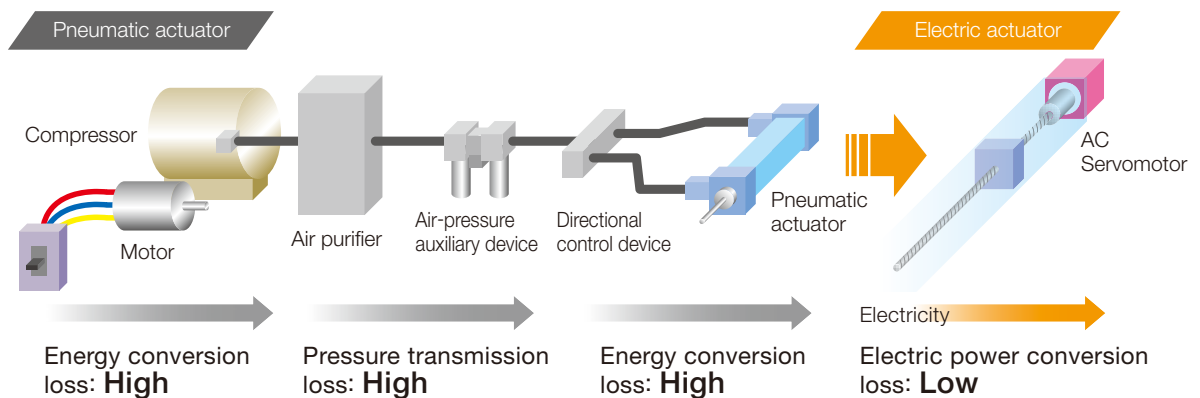 Pneumatic actuator
Electric actuator
Compressor
Motor
Air purifier
Air-pressure
auxiliary device
Directional
control device
Pneumatic
actuator
AC
Servomotor
Electricity
Energy conversion
loss: High
Pressure transmission
loss: High
Energy conversion
loss: High
Electric power conversion
loss: Low